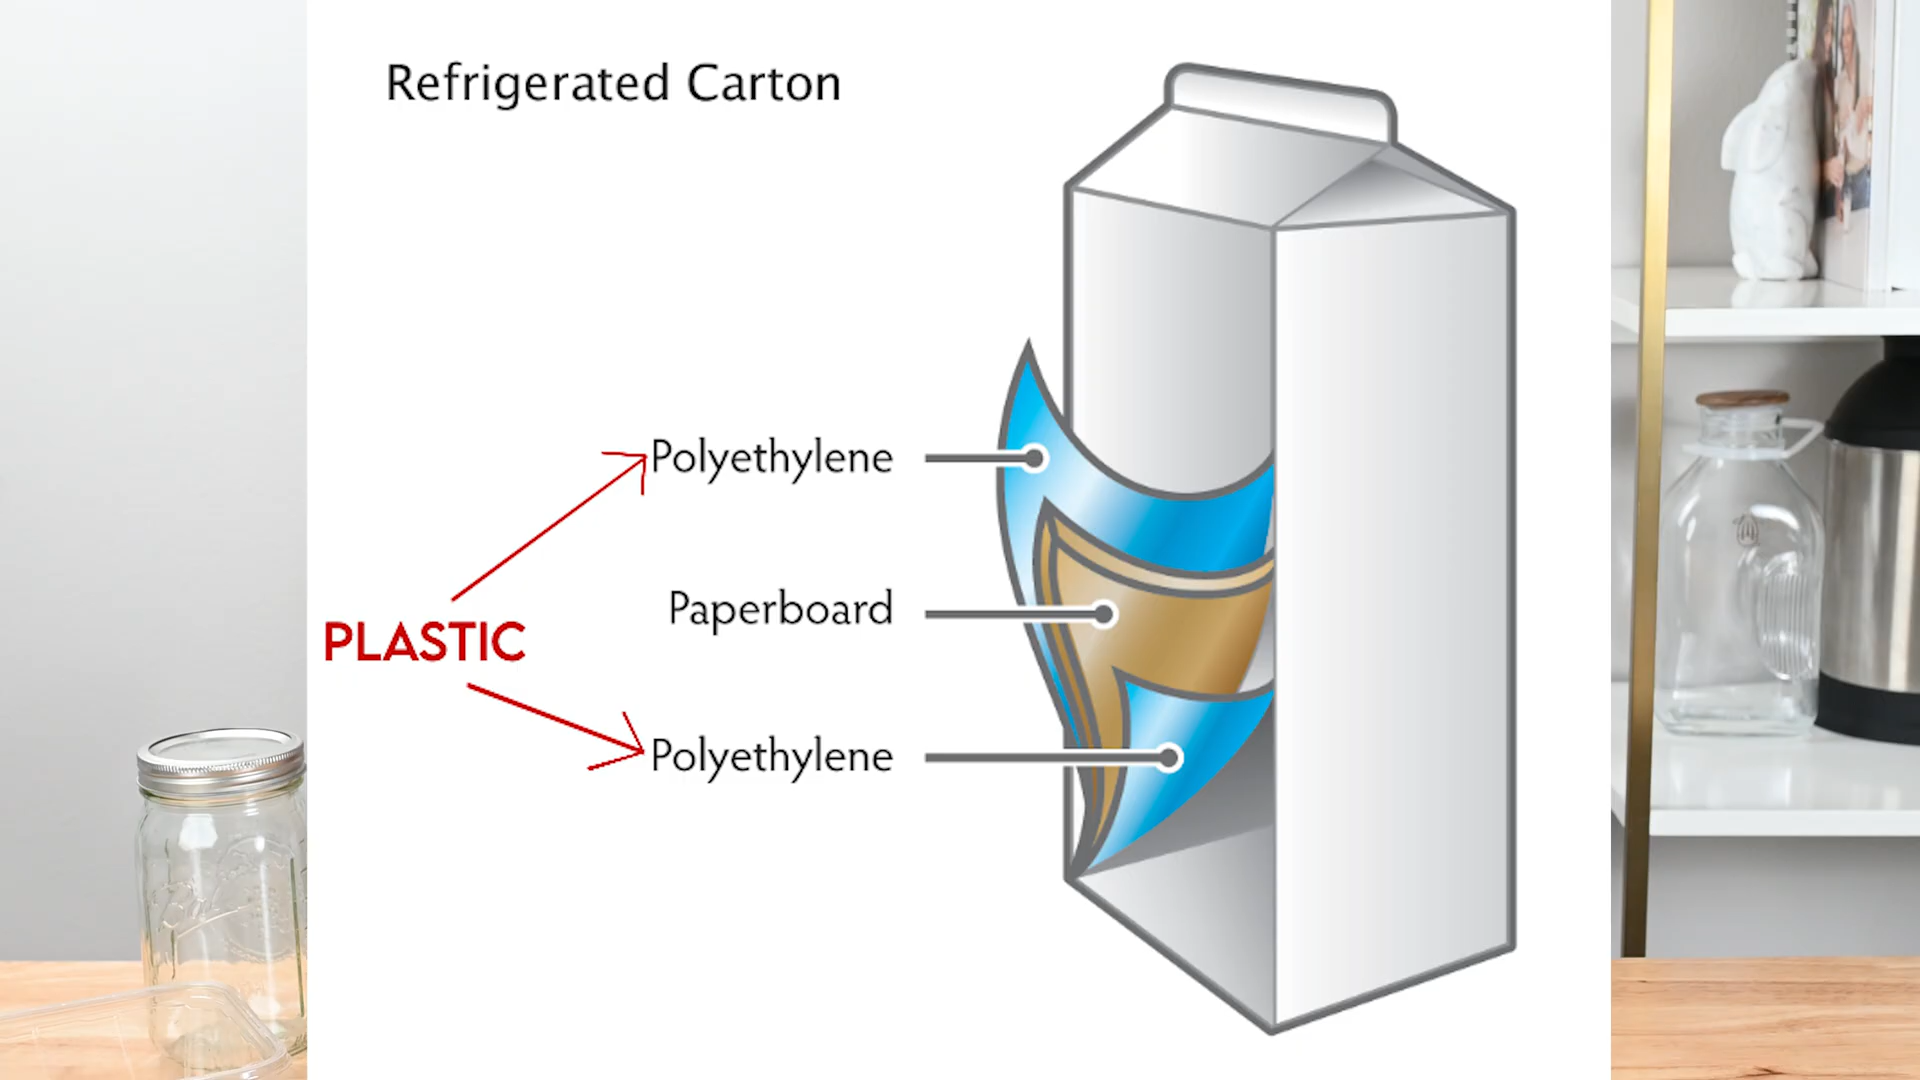 Refrigerated Carton
Polyethylene
Paperboard
PLASTIC
Polyethylene